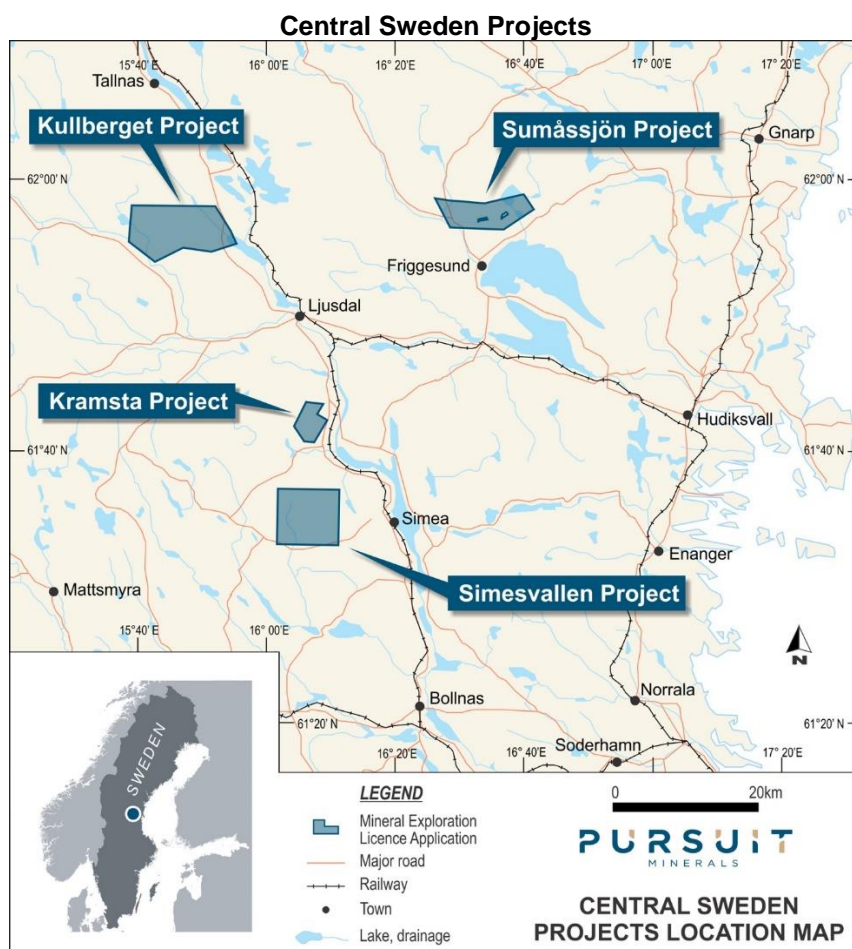 Central Sweden Projects
15°40'E
16°00'E
16°20'E
16° 40'E
17°00'E
17°20'E
Tallnas
Kullberget Project
Sumåssjön Project
Gnarp
62°00' N
62°00' N
Friggesund
Ljusdal
Kramsta Project
Hudiksvall
61°40' N
61°40' N
Simea
Enanger
Mattsmyra
Simesvallen Project
15°40'E
16°00'E
N
Bollnas
Norrala
61°20' N
61°20' N
Soderhamn
16°20'E
16° 40'E
17°00'E
17° 20'E
SWEDEN
LEGEND
Mineral Exploration
Licence Application
Major road
Railway
Town
Lake, drainage
0
20km
PURSUIT
MINERALS
CENTRAL SWEDEN
PROJECTS LOCATION MAP